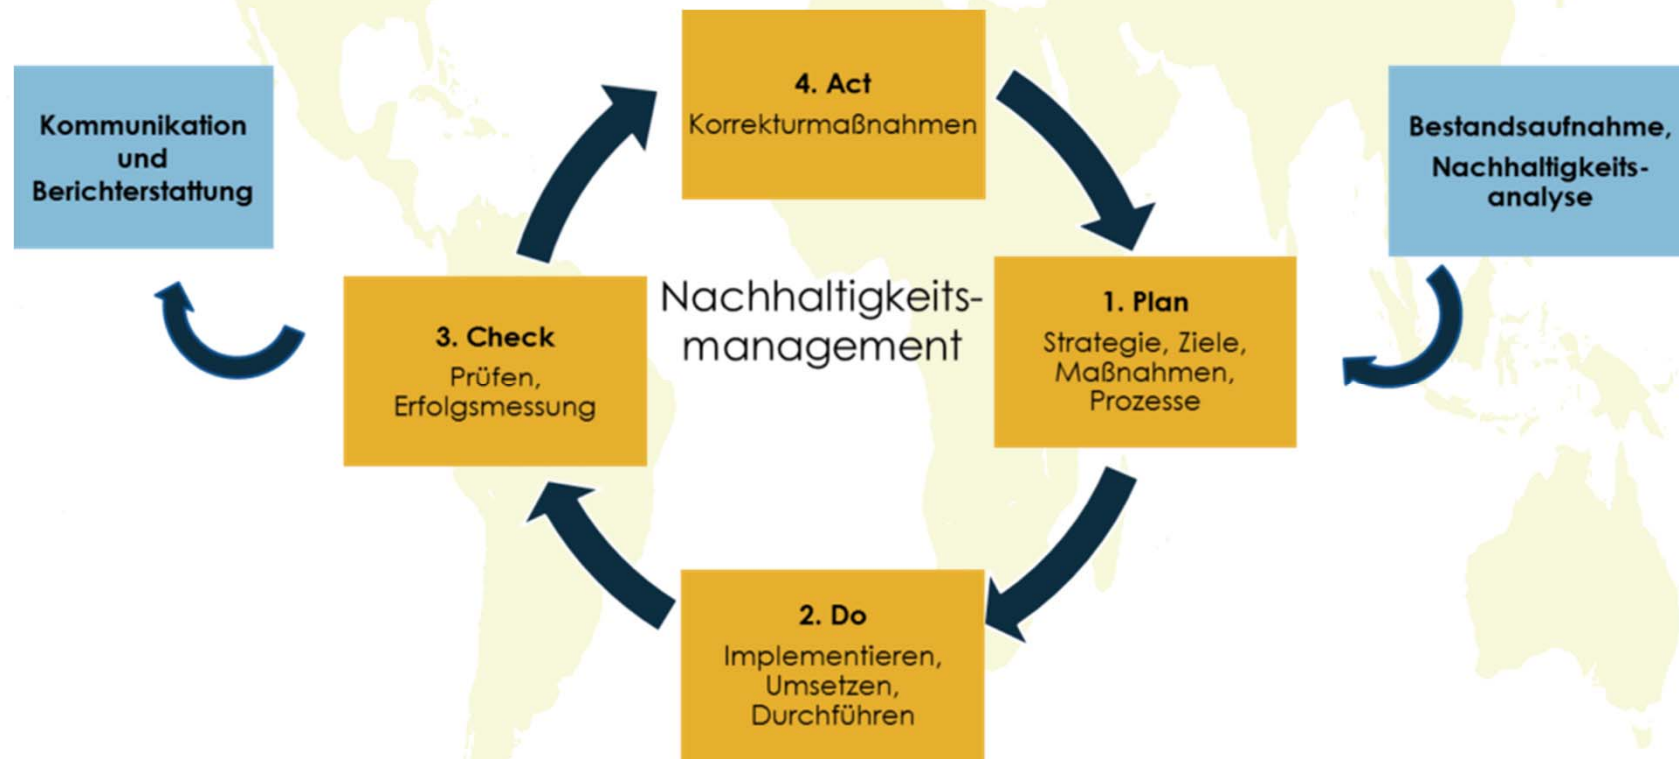 4. Act
Korrekturmaßnahmen
Kommunikation
und
Berichterstattung
Bestandsaufnahme,
Nachhaltigkeits-
analyse
Nachhaltigkeits-
management
1. Plan
Strategie, Ziele,
Maßnahmen,
Prozesse
3. Check
Prüfen,
Erfolgsmessung
2. Do
Implementieren,
Umsetzen,
Durchführen